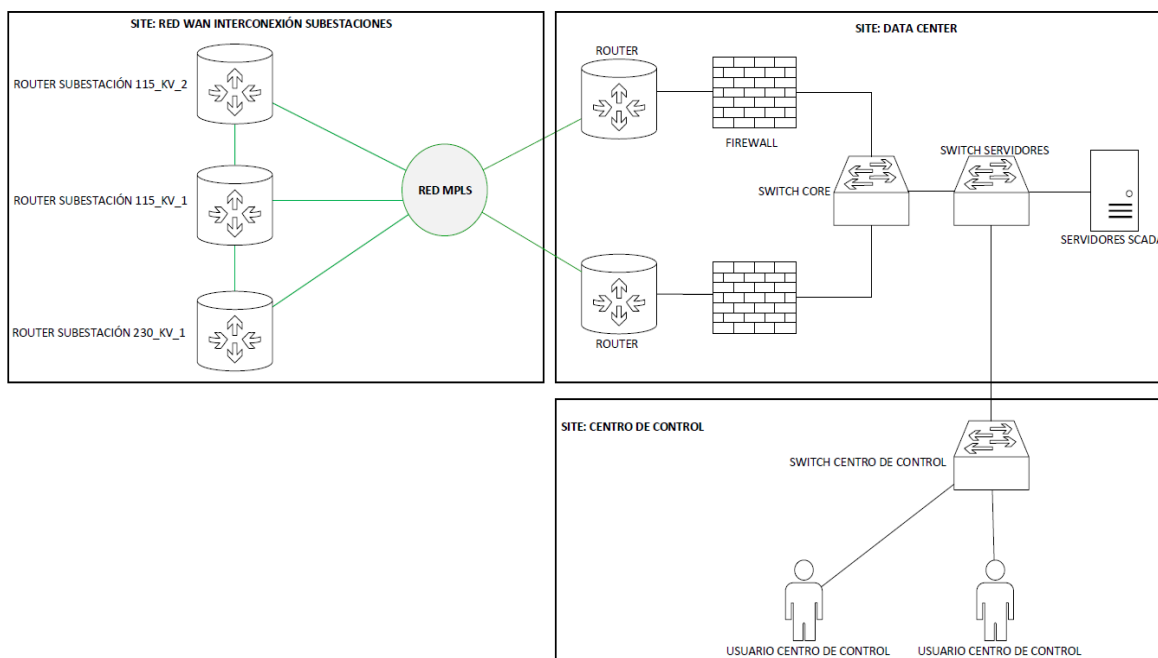 SITE: RED WAN INTERCONEXIÓN SUBESTACIONES
ROUTER SUBESTACIÓN 115_KV_2
ROUTER SUBESTACIÓN 115_KV_1
ROUTER SUBESTACIÓN 230_KV_1
RED MPLS
SITE: DATA CENTER
ROUTER
FIREWALL
SWITCH CORE
SWITCH SERVIDORES
SERVIDORES SCADA
ROUTER
SITE: CENTRO DE CONTROL
SWITCH CENTRO DE CONTROL
USUARIO CENTRO DE CONTROL
USUARIO CENTRO DE CONTROL